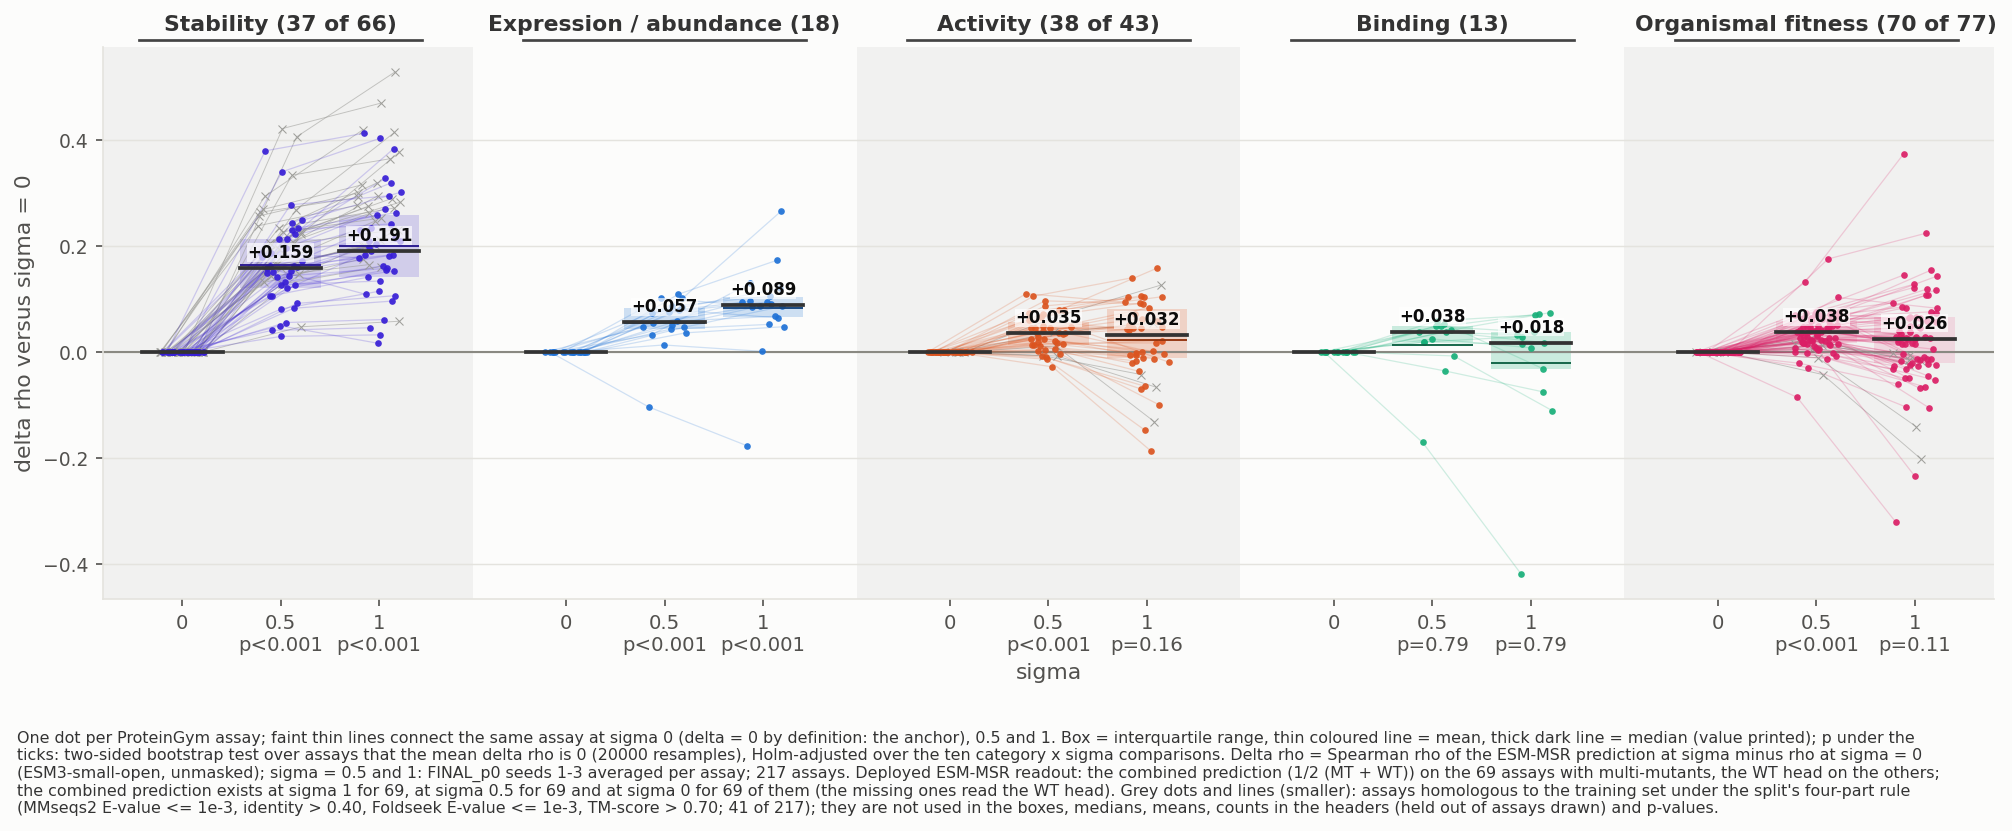 Stability (37 of 66)
Expression / abundance (18)
Activity (38 of 43)
Binding (13)
Organismal fitness (70 of 77)
delta rho versus sigma = 0
0.4
0.2
0.0
−0.2
−0.4
+0.159
+0.191
+0.057
+0.089
+0.035
+0.032
+0.038
+0.018
+0.038
+0.026
0 0.5 1
p<0.001 p<0.001
0 0.5 1
p<0.001 p<0.001
0 0.5 1
p<0.001 p=0.16
0 0.5 1
p=0.79 p=0.79
0 0.5 1
p<0.001 p=0.11
sigma
One dot per ProteinGym assay; faint thin lines connect the same assay at sigma 0 (delta = 0 by definition: the anchor), 0.5 and 1. Box = interquartile range, thin coloured line = mean, thick dark line = median (value printed); p under the
ticks: two-sided bootstrap test over assays that the mean delta rho is 0 (20000 resamples), Holm-adjusted over the ten category x sigma comparisons. Delta rho = Spearman rho of the ESM-MSR prediction at sigma minus rho at sigma = 0
(ESM3-small-open, unmasked); sigma = 0.5 and 1: FINAL_p0 seeds 1-3 averaged per assay; 217 assays. Deployed ESM-MSR readout: the combined prediction (1/2 (MT + WT)) on the 69 assays with multi-mutants, the WT head on the others;
the combined prediction exists at sigma 1 for 69, at sigma 0.5 for 69 and at sigma 0 for 69 of them (the missing ones read the WT head). Grey dots and lines (smaller): assays homologous to the training set under the split's four-part rule
(MMseqs2 E-value <= 1e-3, identity > 0.40, Foldseek E-value <= 1e-3, TM-score > 0.70; 41 of 217); they are not used in the boxes, medians, means, counts in the headers (held out of assays drawn) and p-values.